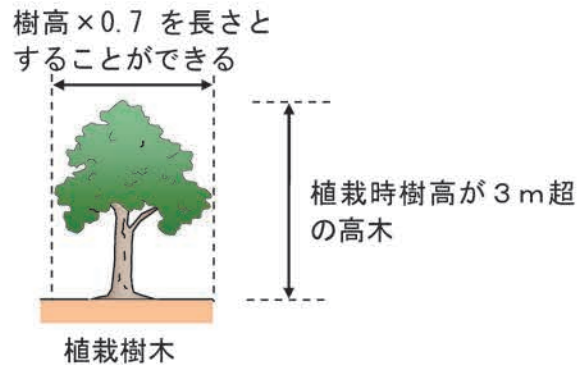 樹高×0.7 を長さと
することができる
植栽時樹高が3m超
の高木
植栽樹木